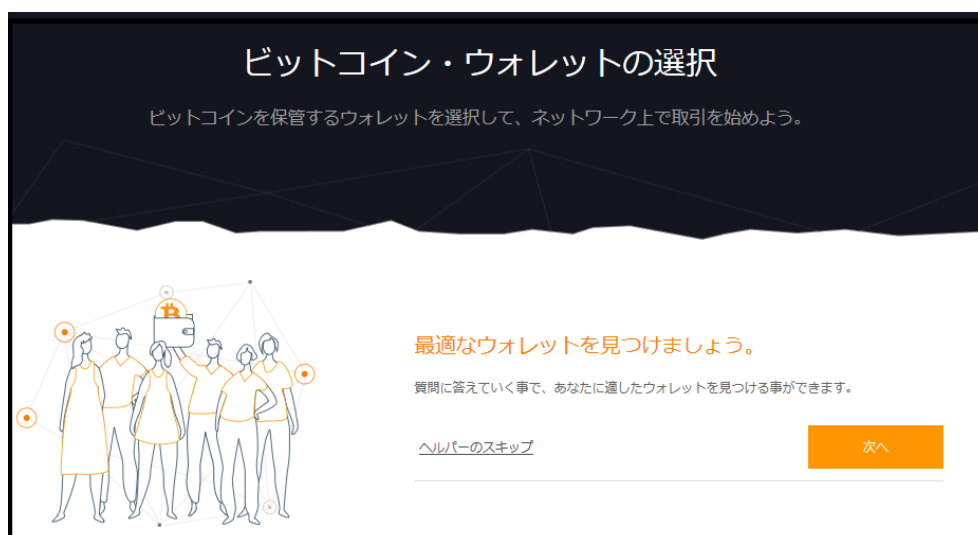 ビットコイン・ウォレットの選択
ビットコインを保管するウォレットを選択して、ネットワーク上で取引を始めよう。
最適なウォレットを見つけましょう。
質問に答えていく事で、あなたに適したウォレットを見つける事ができます。
ヘルパーのスキップ
次へ